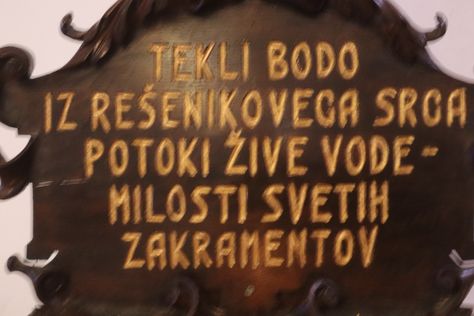 TEKLI BODO
IZ REŠENIKOVEGA SRCA
POTOKI ŽIVE VODE-
MILOSTI SVETIH
ZAKRAMENTOV